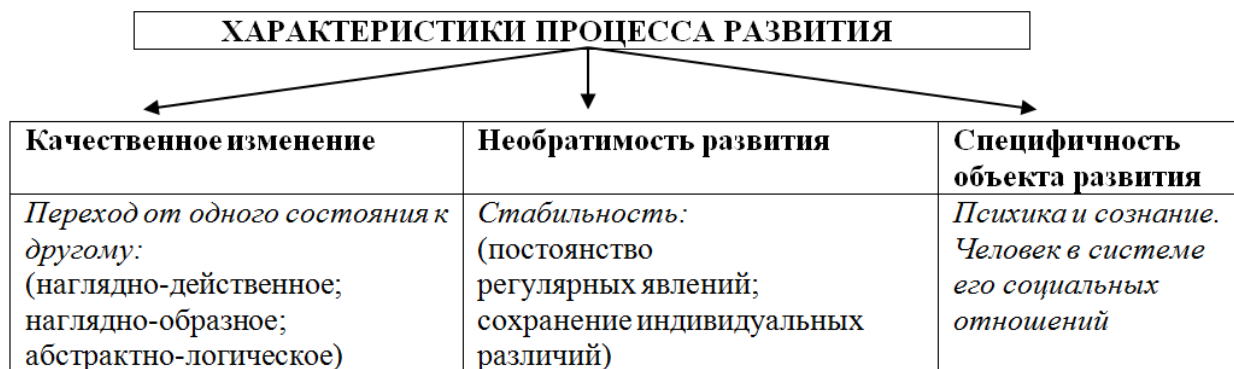 ХАРАКТЕРИСТИКИ ПРОЦЕССА РАЗВИТИЯ
Качественное изменение
Необратимость развития
Специфичность
объекта развития
Переход от одного состояния к
другому:
(наглядно-действенное;
наглядно-образное;
абстрактно-логическое)
Стабильность:
(постоянство
регулярных явлений;
сохранение индивидуальных
различий)
Психика и сознание.
Человек в системе
его социальных
отношений